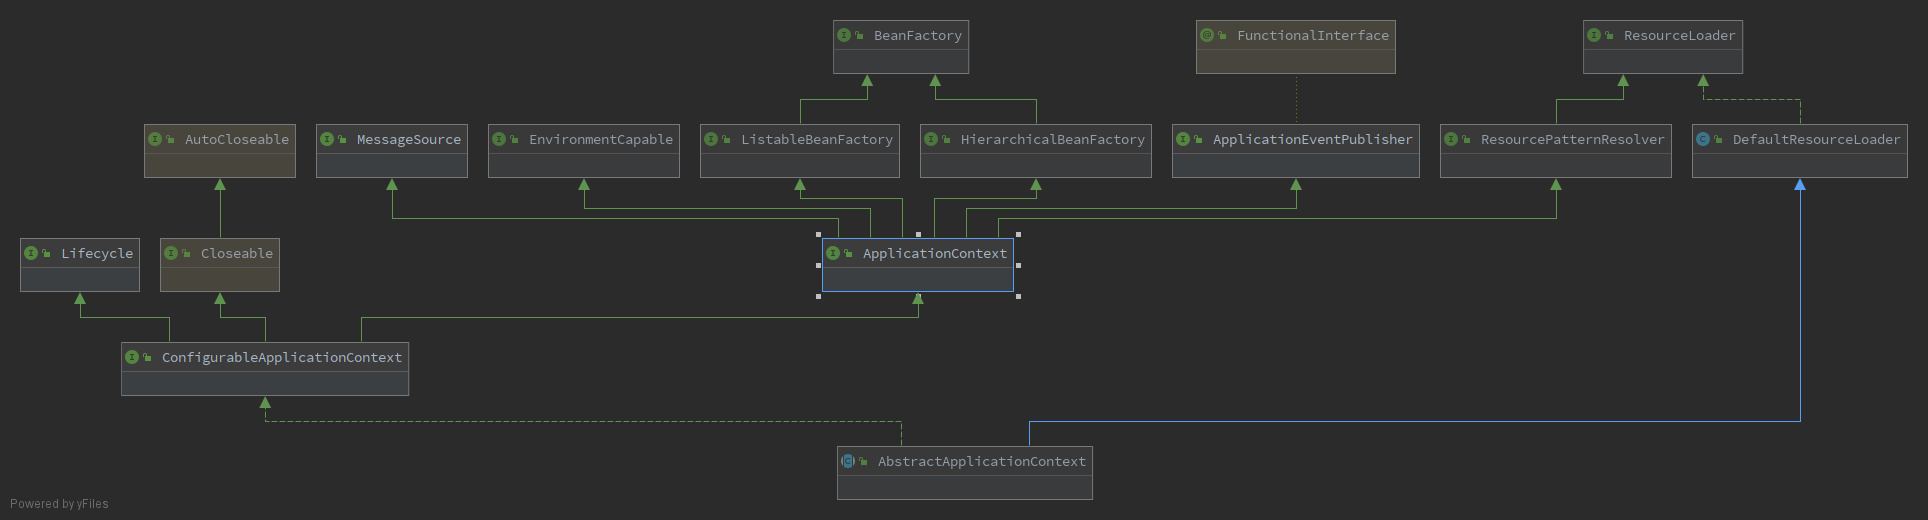 BeanFactory
FunctionalInterface
ResourceLoader
AutoCloseable
MessageSource
EnvironmentCapable
ListableBeanFactory
HierarchicalBeanFactory
ApplicationEventPublisher
ResourcePatternResolver
DefaultResourceLoader
Lifecycle
Closeable
ApplicationContext
ConfigurableApplicationContext
AbstractApplicationContext
Powered by yFiles